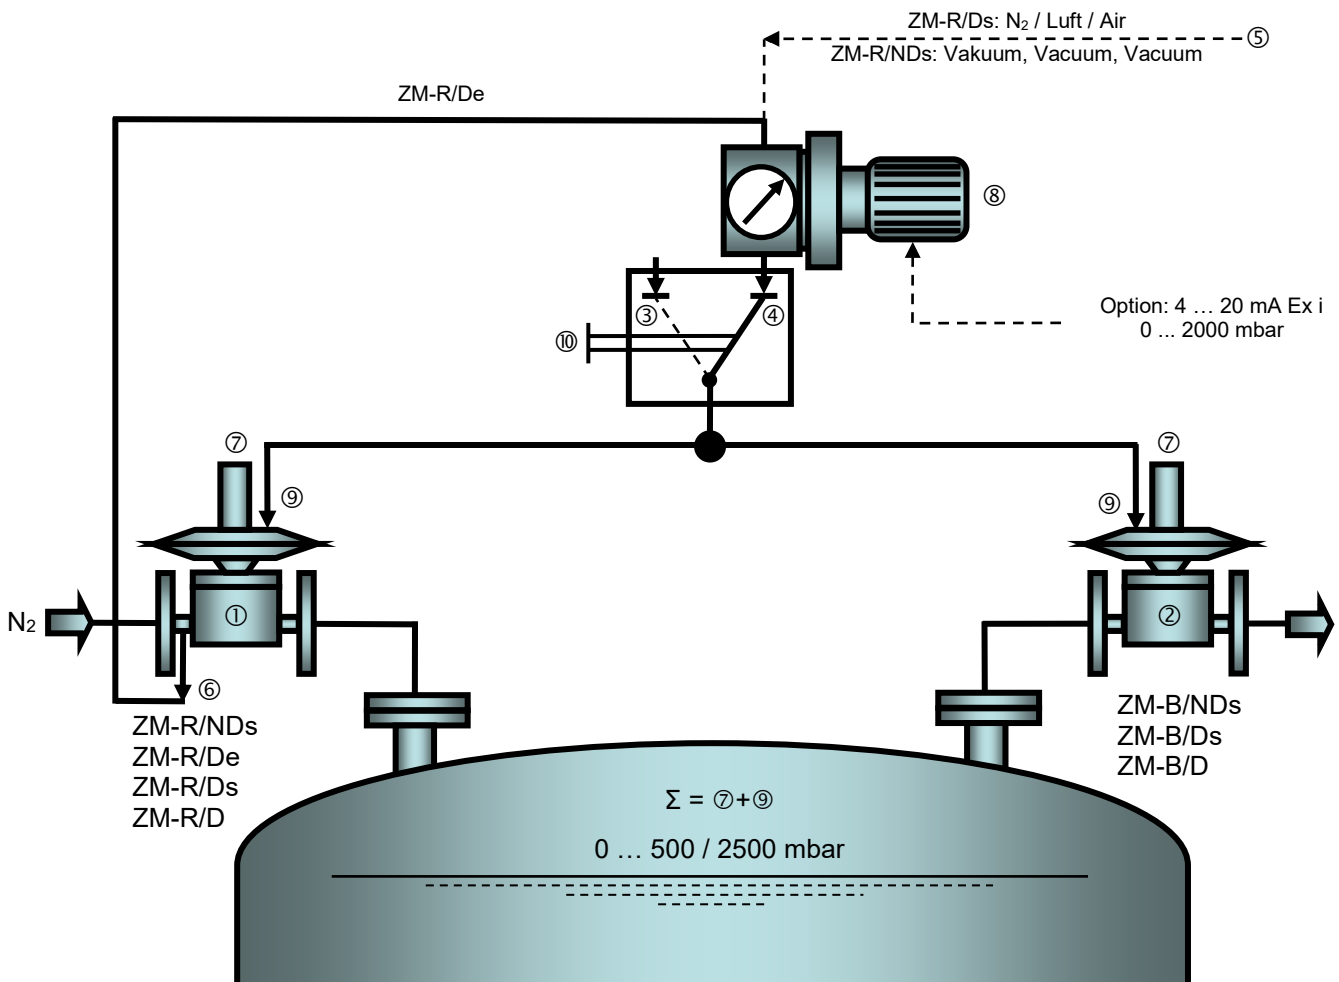 ZM-R/Ds: N₂ / Luft / Air
⑤
ZM-R/NDs: Vakuum, Vacuum, Vacuum
ZM-R/De
⑧
③
④
⑩
Option: 4 … 20 mA Ex i
0 ... 2000 mbar
⑦
⑦
⑨
⑨
N₂
①
②
⑥
ZM-R/NDs
ZM-R/De
ZM-R/Ds
ZM-R/D
ZM-B/NDs
ZM-B/Ds
ZM-B/D
Σ = ⑦+⑨
0 … 500 / 2500 mbar